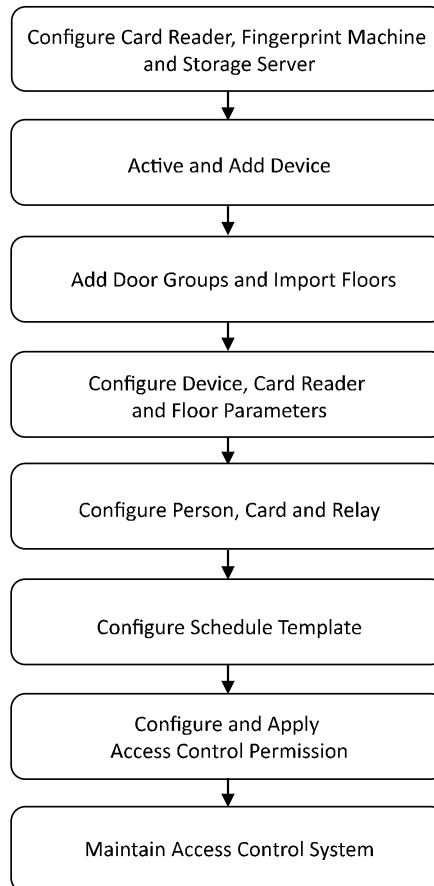 Configure Card Reader, Fingerprint Machine
and Storage Server
Active and Add Device
Add Door Groups and Import Floors
Configure Device, Card Reader
and Floor Parameters
Configure Person, Card and Relay
Configure Schedule Template
Configure and Apply
Access Control Permission
Maintain Access Control System